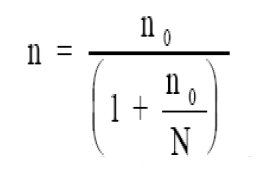 n = n₀ / (1 + n₀/N)